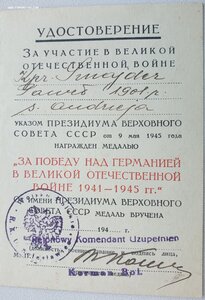 УДОСТОВЕРЕНИЕ
ЗА УЧАСТИЕ В ВЕЛИКОЙ
ОТЕЧЕСТВЕННОЙ ВОЙНЕ
1901 r
s. Andrzeja
УКАЗОМ ПРЕЗИДИУМА ВЕРХОВНОГО
СОВЕТА СССР от 9 мая 1945 года
НАГРАЖДЕН МЕДАЛЬЮ
„ЗА ПОБЕДУ НАД ГЕРМАНИЕЙ
В ВЕЛИКОЙ ОТЕЧЕСТВЕННОЙ
ВОЙНЕ 1941—1945 гг."
ИМЕНИ ПРЕЗИДИУМА ВЕРХОВНОГО
СОВЕТА СССР МЕДАЛЬ ВРУЧЕНА
194 г.
Komendant Uzupełnień